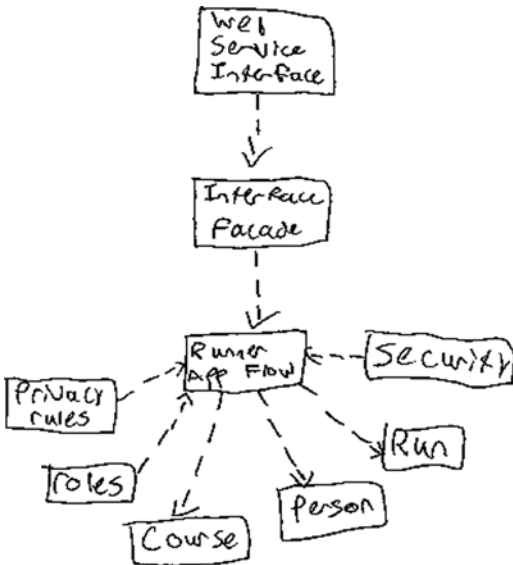 Web
Service
Interface
Interface
Facade
Runner
App Flow
Security
Privacy
rules
Run
roles
Person
Course